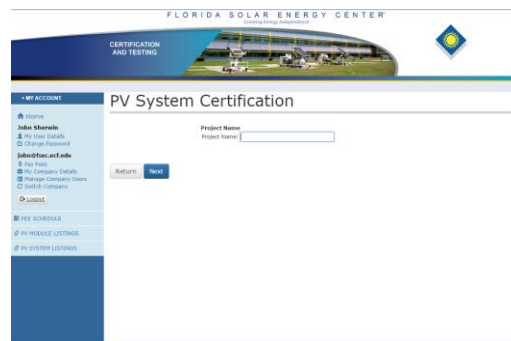 FLORIDA SOLAR ENERGY CENTER
Creating Energy Independence
CERTIFICATION
AND TESTING
MY ACCOUNT
PV System Certification
Home
John Sherwin
My User Details
Change Password
john@fsec.ucf.edu
Pay Fees
My Company Details
Manage Company Users
Switch Company
Logout
Project Name
Project Name:
Return
Next
FEE SCHEDULE
PV MODULE LISTINGS
PV SYSTEM LISTINGS